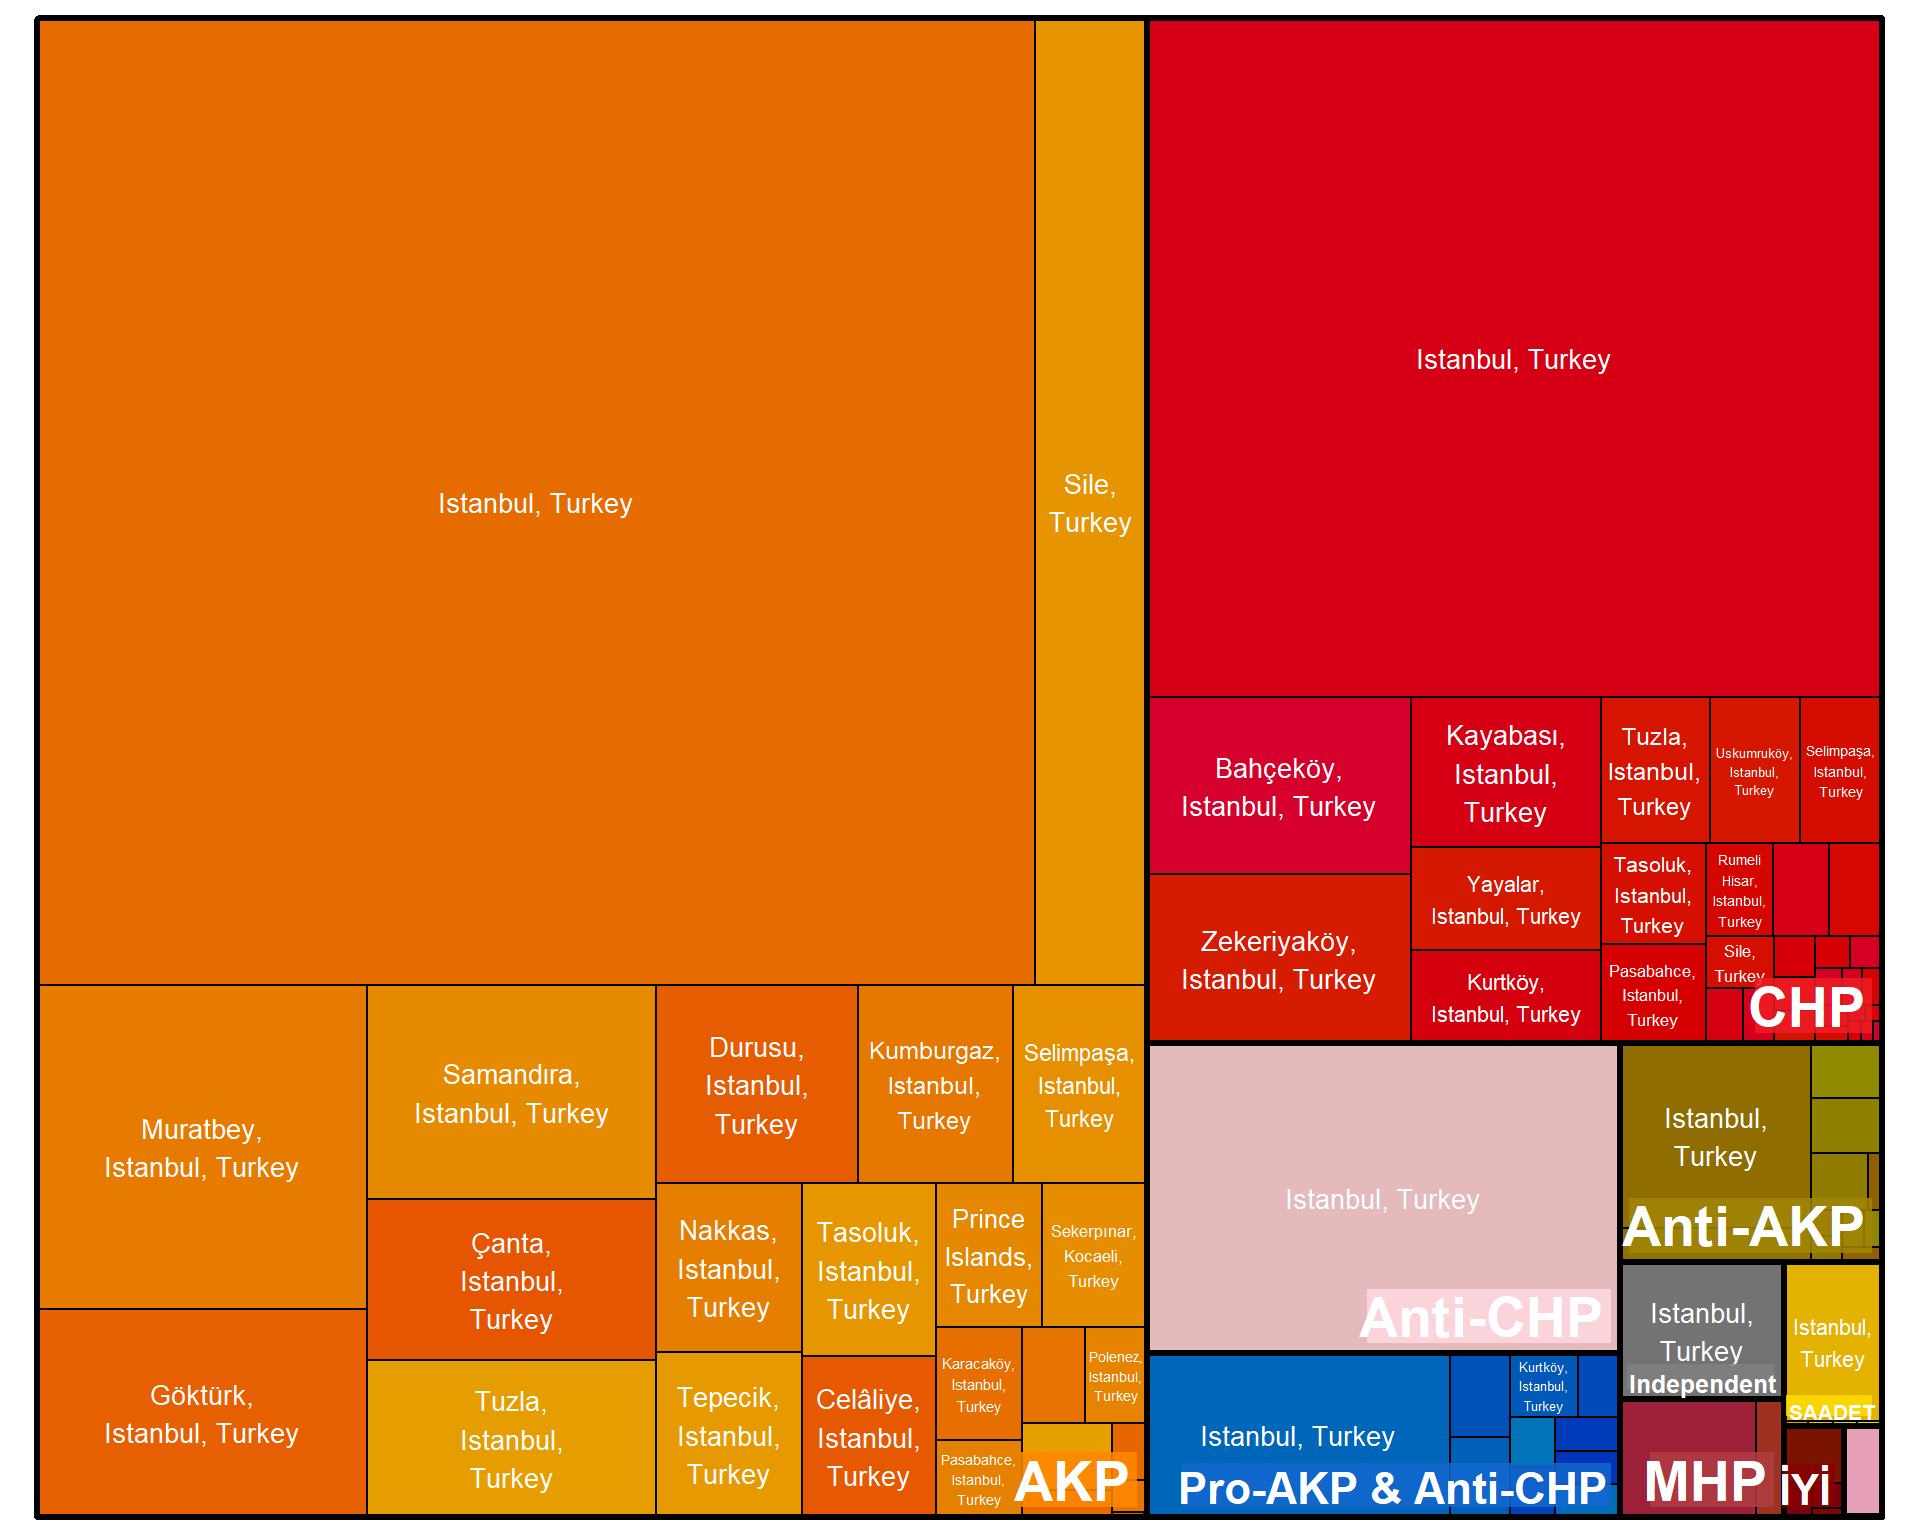 Istanbul, Turkey
Sile,
Turkey
Muratbey,
Istanbul, Turkey
Göktürk,
Istanbul, Turkey
Samandıra,
Istanbul, Turkey
Çanta,
Istanbul,
Turkey
Tuzla,
Istanbul,
Turkey
Durusu,
Istanbul,
Turkey
Kumburgaz,
Istanbul,
Turkey
Selimpaşa,
Istanbul,
Turkey
Nakkas,
Istanbul,
Turkey
Tepecik,
Istanbul,
Turkey
Tasoluk,
Istanbul,
Turkey
Celâliye,
Istanbul,
Turkey
Prince
Islands,
Turkey
Sekerpınar,
Kocaeli,
Turkey
Karacaköy,
Istanbul,
Turkey
Polenez,
Istanbul,
Turkey
Pasabahce,
Istanbul,
Turkey
AKP
Istanbul, Turkey
Bahçeköy,
Istanbul, Turkey
Zekeriyaköy,
Istanbul, Turkey
Kayabası,
Istanbul,
Turkey
Yayalar,
Istanbul, Turkey
Kurtköy,
Istanbul, Turkey
Tuzla,
Istanbul,
Turkey
Uskumruköy,
Istanbul,
Turkey
Selimpaşa,
Istanbul,
Turkey
Tasoluk,
Istanbul,
Turkey
Rumeli
Hisar,
Istanbul,
Turkey
Pasabahce,
Istanbul,
Turkey
Sile,
Turkey
CHP
Istanbul, Turkey
Anti-CHP
Istanbul,
Turkey
Anti-AKP
Istanbul, Turkey
Kurtköy,
Istanbul,
Turkey
Pro-AKP & Anti-CHP
Istanbul,
Turkey
Independent
Istanbul,
Turkey
SAADET
MHP
İYİ